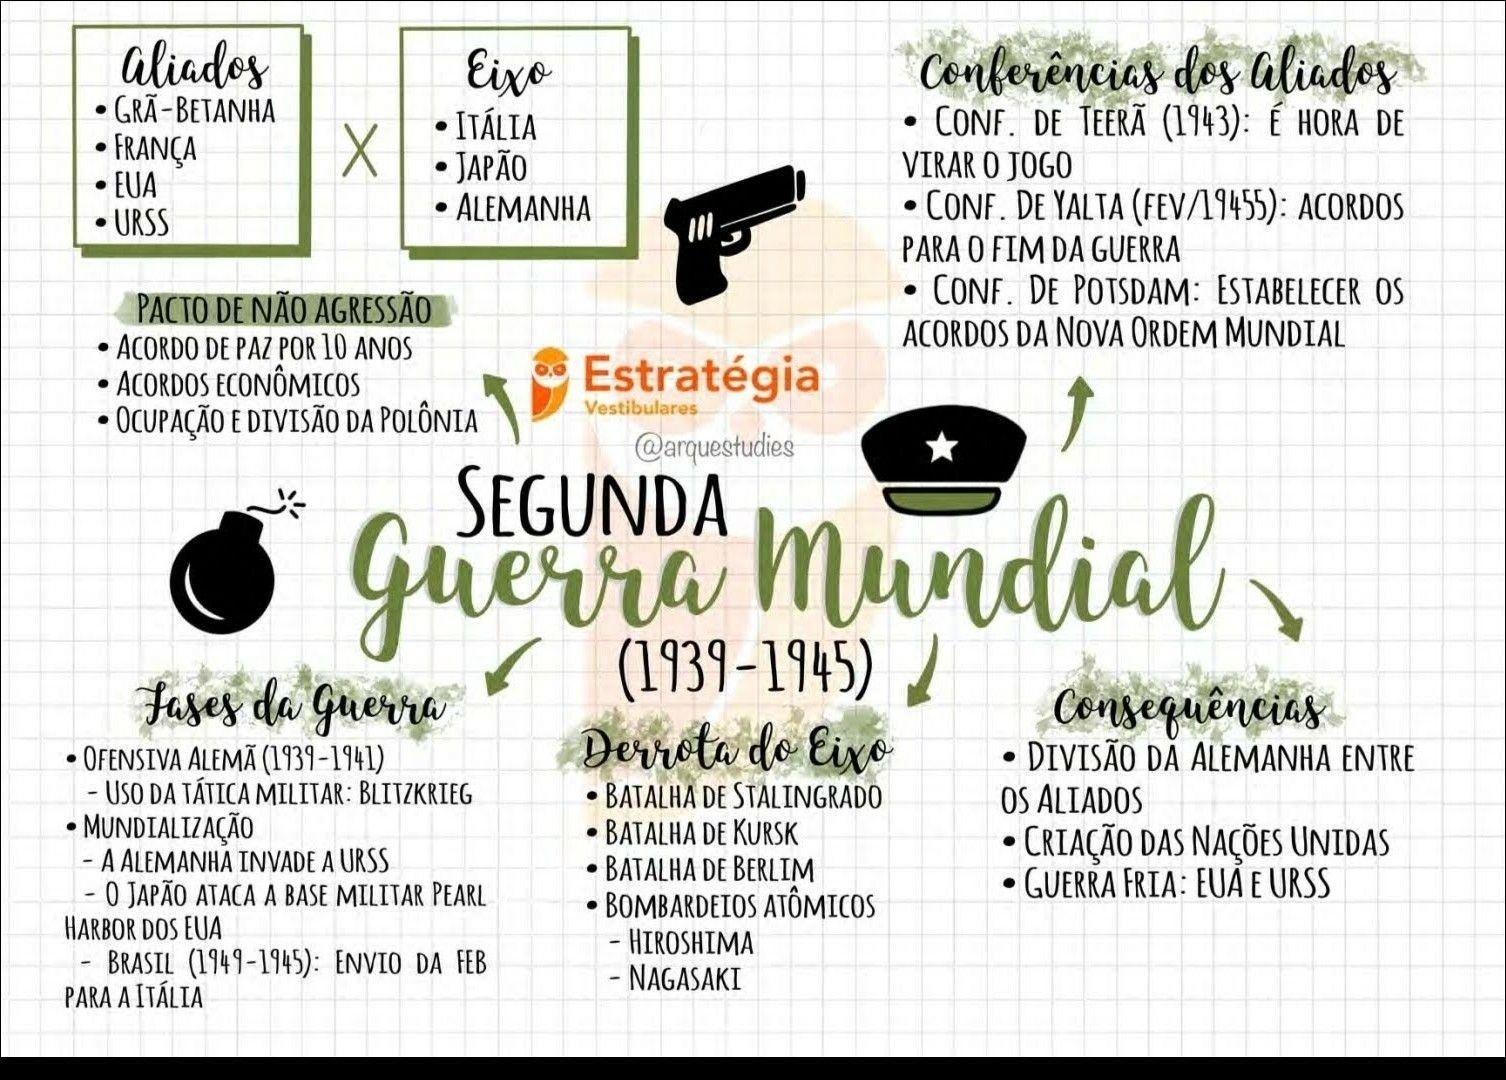 Aliados
• GRÃ-BETANHA
• FRANÇA
• EUA
• URSS
X
Eixo
• ITÁLIA
• JAPÃO
• ALEMANHA
Conferências dos Aliados
• CONF. DE TEERÃ (1943): É HORA DE
VIRAR O JOGO
• CONF. DE YALTA (FEV/19455): ACORDOS
PARA O FIM DA GUERRA
• CONF. DE POTSDAM: ESTABELECER OS
ACORDOS DA NOVA ORDEM MUNDIAL
PACTO DE NÃO AGRESSÃO
• ACORDO DE PAZ POR 10 ANOS
• ACORDOS ECONÔMICOS
• OCUPAÇÃO E DIVISÃO DA POLÔNIA
Estratégia
Vestibulares
@arquestudies
SEGUNDA
Guerra Mundial
(1939-1945)
Fases da Guerra
• OFENSIVA ALEMÃ (1939-1941)
- USO DA TÁTICA MILITAR: BLITZKRIEG
• MUNDIALIZAÇÃO
- A ALEMANHA INVADE A URSS
- O JAPÃO ATACA A BASE MILITAR PEARL
HARBOR DOS EUA
- BRASIL (1949-1945): ENVIO DA FEB
PARA A ITÁLIA
Derrota do Eixo
• BATALHA DE STALINGRADO
• BATALHA DE KURSK
• BATALHA DE BERLIM
• BOMBARDEIOS ATÔMICOS
- HIROSHIMA
- NAGASAKI
Consequências
• DIVISÃO DA ALEMANHA ENTRE
OS ALIADOS
• CRIAÇÃO DAS NAÇÕES UNIDAS
• GUERRA FRIA: EUA E URSS